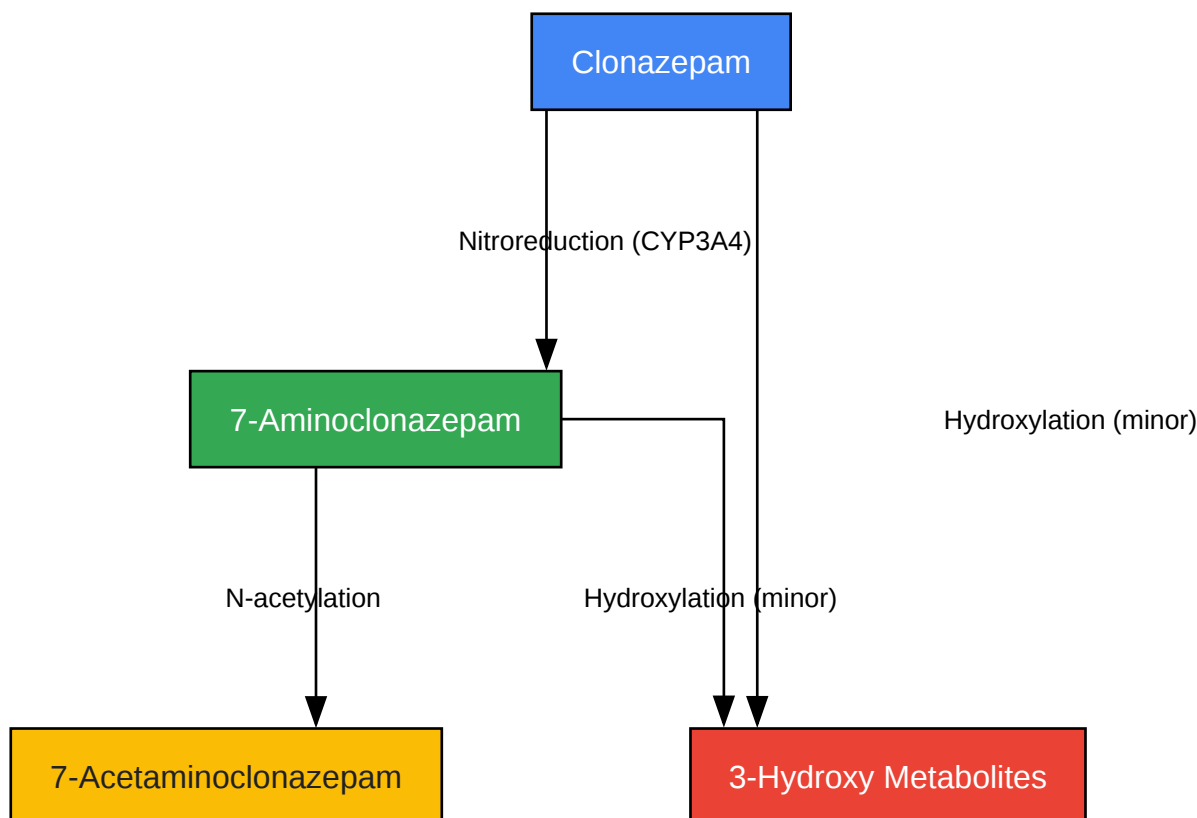 Clonazepam
Nitroreduction (CYP3A4)
7-Aminoclonazepam
Hydroxylation (minor)
N-acetylation
Hydroxylation (minor)
7-Acetaminoclonazepam
3-Hydroxy Metabolites